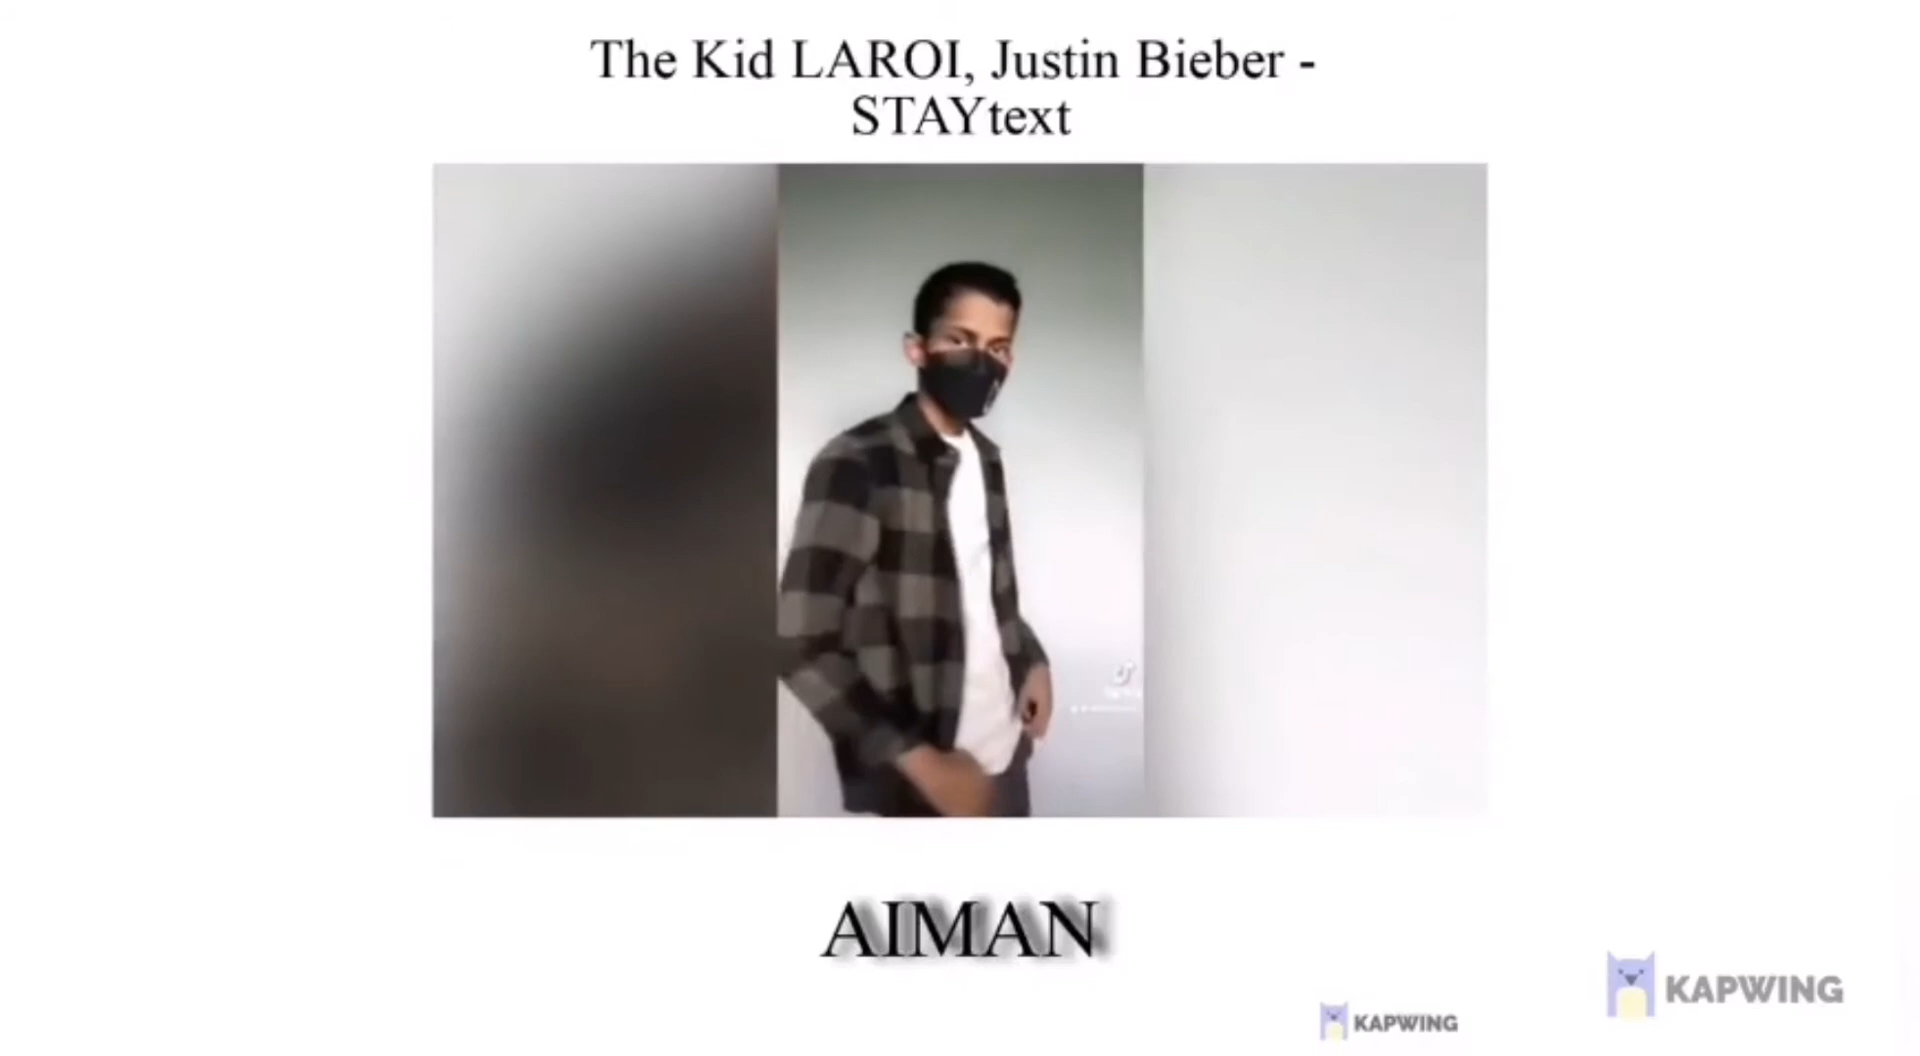 The Kid LAROI, Justin Bieber -
STAYtext
AIMAN
KAPWING
KAPWING